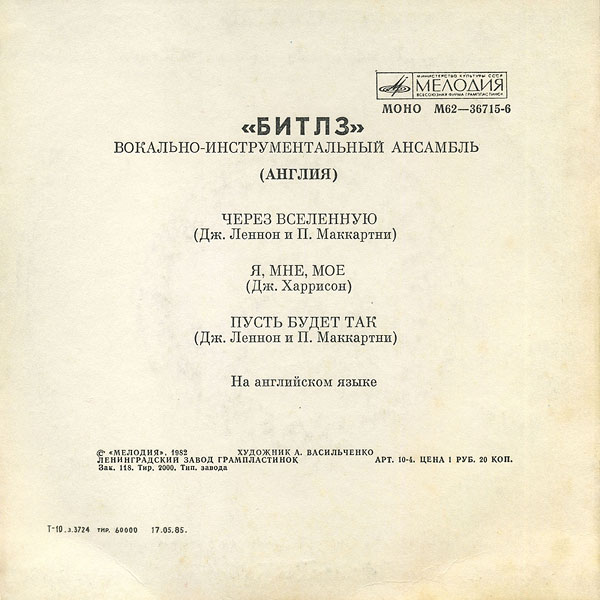 МИНИСТЕРСТВО КУЛЬТУРЫ СССР
МЕЛОДИЯ
ВСЕСОЮЗНАЯ ФИРМА ГРАМПЛАСТИНОК
МОНО М62—36715-6
«БИТЛЗ»
ВОКАЛЬНО-ИНСТРУМЕНТАЛЬНЫЙ АНСАМБЛЬ
(АНГЛИЯ)
ЧЕРЕЗ ВСЕЛЕННУЮ
(Дж. Леннон и П. Маккартни)
Я, МНЕ, МОЕ
(Дж. Харрисон)
ПУСТЬ БУДЕТ ТАК
(Дж. Леннон и П. Маккартни)
На английском языке
© «МЕЛОДИЯ», 1982 ХУДОЖНИК А. ВАСИЛЬЧЕНКО
ЛЕНИНГРАДСКИЙ ЗАВОД ГРАМПЛАСТИНОК АРТ. 10-4. ЦЕНА 1 РУБ. 20 КОП.
Зак. 118. Тир. 2000. Тип. завода
Т-10 з.3724 тир. 60000 17.05.85.